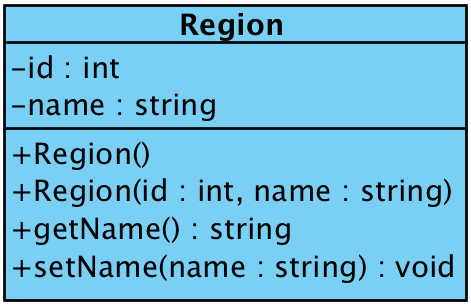 Region
-id : int
-name : string
+Region()
+Region(id : int, name : string)
+getName() : string
+setName(name : string) : void